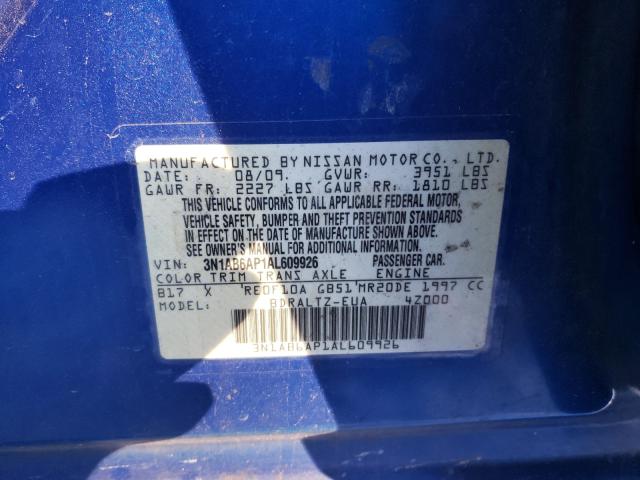 MANUFACTURED BY NISSAN MOTOR CO., LTD.
DATE: 08/09. GVWR: 3951 LBS
GAWR FR: 2227 LBS GAWR RR: 1810 LBS
THIS VEHICLE CONFORMS TO ALL APPLICABLE FEDERAL MOTOR
VEHICLE SAFETY, BUMPER AND THEFT PREVENTION STANDARDS
IN EFFECT ON THE DATE OF MANUFACTURE SHOWN ABOVE.
SEE OWNER'S MANUAL FOR ADDITIONAL INFORMATION.
VIN: 3N1AB6AP1AL609926 PASSENGER CAR.
COLOR TRIM TRANS AXLE ENGINE
B17 X RE0F10A GB51 MR20DE 1997 CC
MODEL: BDRALTZ-EUA 4Z000
3N1AB6AP1AL609926